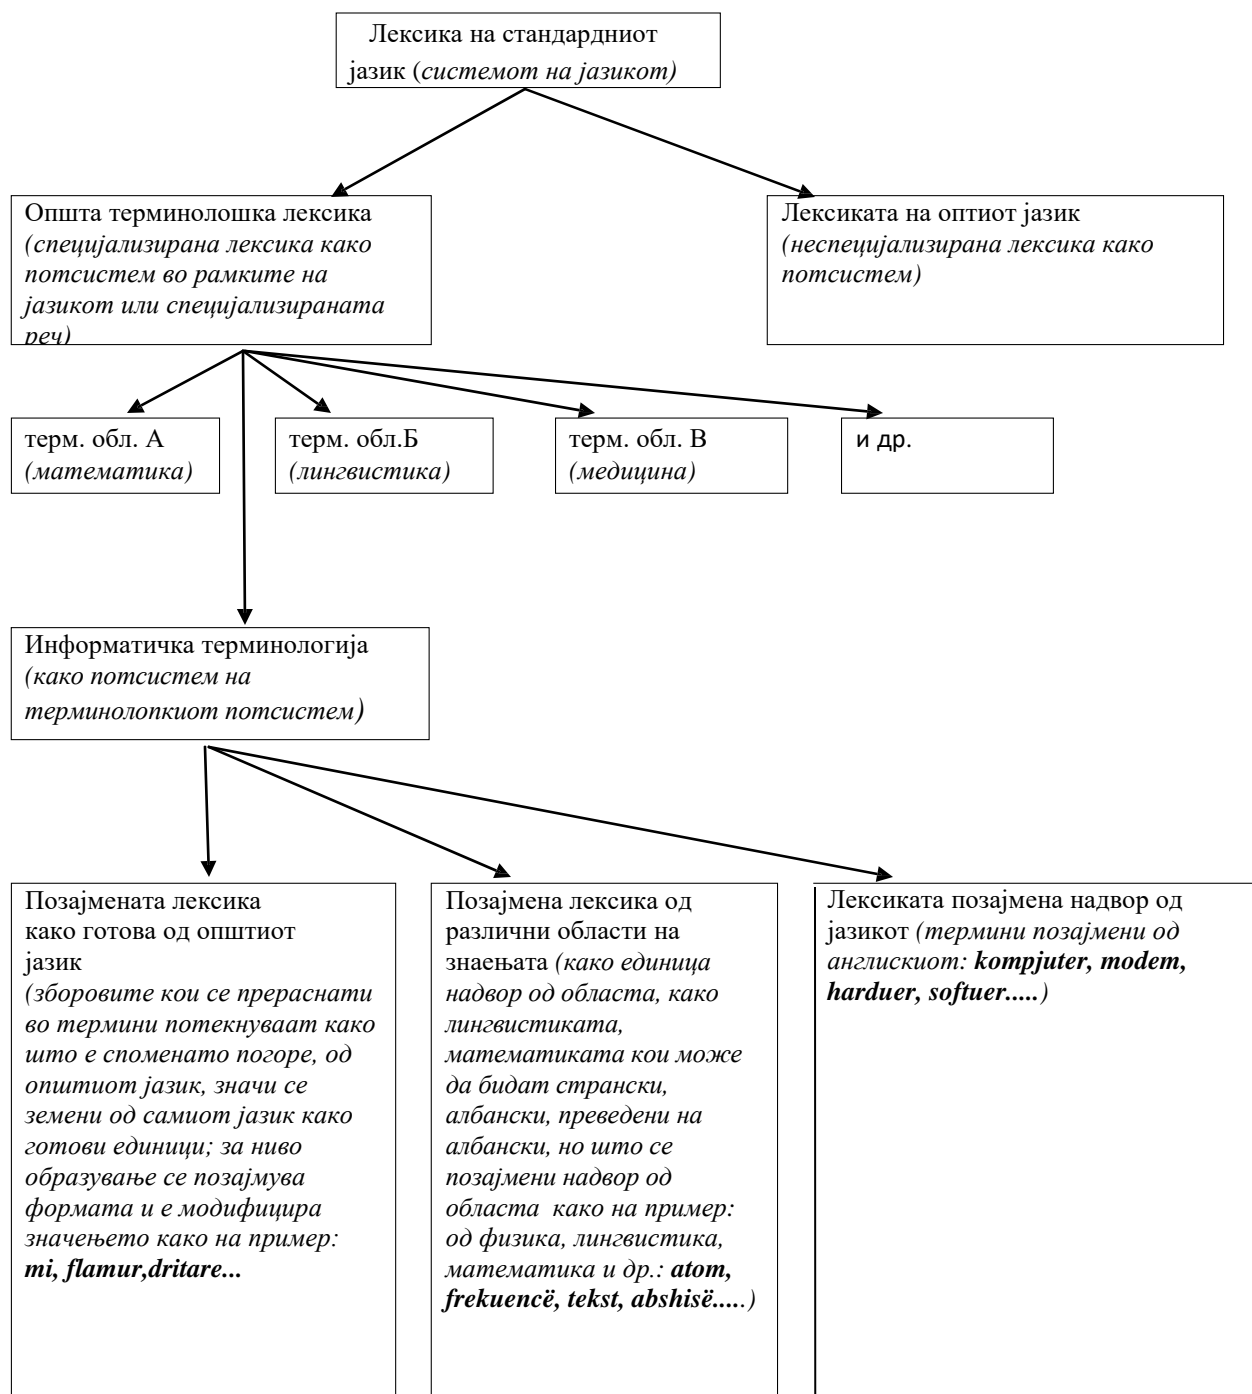 Лексика на стандардниот
јазик (системот на јазикот)
Општа терминолошка лексика
(специјализирана лексика како
потсистем во рамките на
јазикот или специјализираната
реч)
Лексиката на оптиот јазик
(неспецијализирана лексика како
потсистем)
терм. обл. А
(математика)
терм. обл.Б
(лингвистика)
терм. обл. В
(медицина)
и др.
Информатичка терминологија
(како потсистем на
терминолопкиот потсистем)
Позајмената лексика
како готова од општиот
јазик
(зборовите кои се прераснати
во термини потекнуваат како
што е споменато погоре, од
општиот јазик, значи се
земени од самиот јазик како
готови единици; за ниво
образување се позајмува
формата и е модифицира
значењето како на пример:
mi, flamur,dritare...
Позајмена лексика од
различни области на
знаењата (како единица
надвор од областа, како
лингвистиката,
математиката кои може
да бидат странски,
албански, преведени на
албански, но што се
позајмени надвор од
областа  како на пример:
од физика, лингвистика,
математика и др.: atom,
frekuencë, tekst, abshisë.....)
Лексиката позајмена надвор од
јазикот (термини позајмени од
англискиот: kompjuter, modem,
harduer, softuer.....)